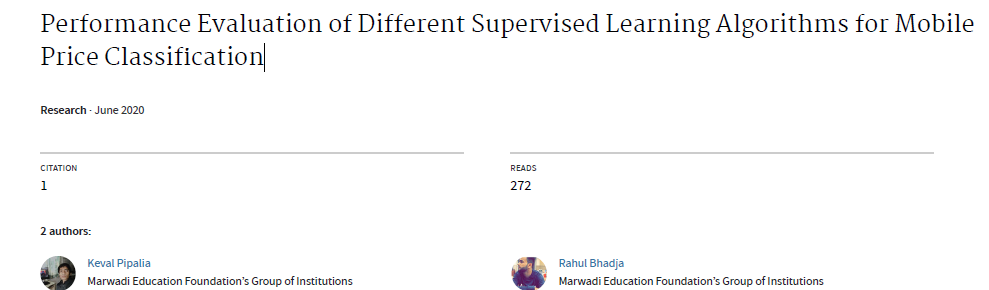 Performance Evaluation of Different Supervised Learning Algorithms for Mobile
Price Classification
Research · June 2020
CITATION
1
READS
272
2 authors:
Keval Pipalia
Marwadi Education Foundation's Group of Institutions
Rahul Bhadja
Marwadi Education Foundation's Group of Institutions